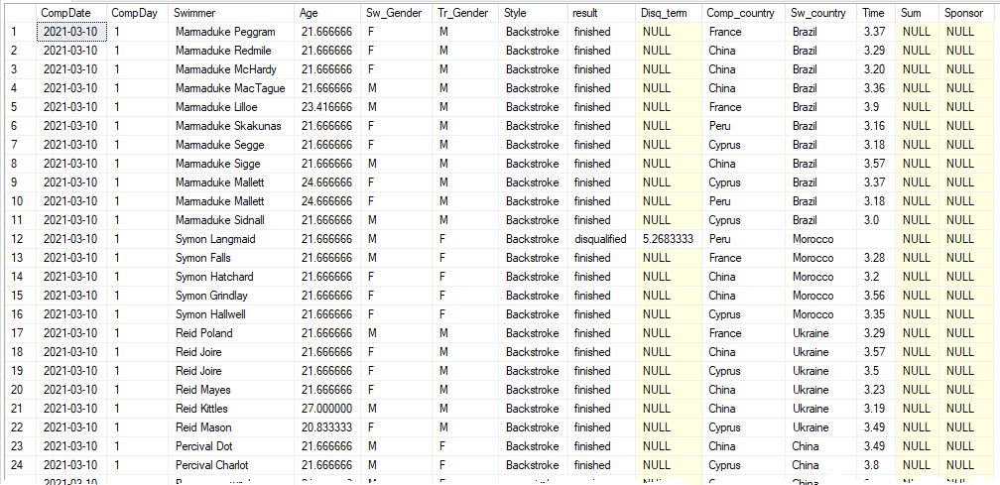 CompDate CompDay Swimmer Age Sw_Gender Tr_Gender Style result Disq_term Comp_country Sw_country Time Sum Sponsor
1 2021-03-10 1 Marmaduke Peggram 21.666666 F M Backstroke finished NULL France Brazil 3.37 NULL NULL
2 2021-03-10 1 Marmaduke Redmile 21.666666 F M Backstroke finished NULL China Brazil 3.29 NULL NULL
3 2021-03-10 1 Marmaduke McHardy 21.666666 F M Backstroke finished NULL China Brazil 3.20 NULL NULL
4 2021-03-10 1 Marmaduke MacTague 21.666666 M M Backstroke finished NULL China Brazil 3.36 NULL NULL
5 2021-03-10 1 Marmaduke Lilloe 23.416666 M M Backstroke finished NULL France Brazil 3.9 NULL NULL
6 2021-03-10 1 Marmaduke Skakunas 21.666666 F M Backstroke finished NULL Peru Brazil 3.16 NULL NULL
7 2021-03-10 1 Marmaduke Segge 21.666666 F M Backstroke finished NULL Cyprus Brazil 3.18 NULL NULL
8 2021-03-10 1 Marmaduke Sigge 21.666666 M M Backstroke finished NULL China Brazil 3.57 NULL NULL
9 2021-03-10 1 Marmaduke Mallett 24.666666 F M Backstroke finished NULL Cyprus Brazil 3.37 NULL NULL
10 2021-03-10 1 Marmaduke Mallett 24.666666 F M Backstroke finished NULL Peru Brazil 3.18 NULL NULL
11 2021-03-10 1 Marmaduke Sidnall 21.666666 M M Backstroke finished NULL Cyprus Brazil 3.0 NULL NULL
12 2021-03-10 1 Symon Langmaid 21.666666 M F Backstroke disqualified 5.2683333 Peru Morocco NULL NULL
13 2021-03-10 1 Symon Falls 21.666666 M F Backstroke finished NULL France Morocco 3.28 NULL NULL
14 2021-03-10 1 Symon Hatchard 21.666666 F F Backstroke finished NULL China Morocco 3.2 NULL NULL
15 2021-03-10 1 Symon Grindlay 21.666666 F F Backstroke finished NULL China Morocco 3.56 NULL NULL
16 2021-03-10 1 Symon Hallwell 21.666666 F F Backstroke finished NULL Cyprus Morocco 3.35 NULL NULL
17 2021-03-10 1 Reid Poland 21.666666 M M Backstroke finished NULL France Ukraine 3.29 NULL NULL
18 2021-03-10 1 Reid Joire 21.666666 F M Backstroke finished NULL China Ukraine 3.57 NULL NULL
19 2021-03-10 1 Reid Joire 21.666666 F M Backstroke finished NULL Cyprus Ukraine 3.5 NULL NULL
20 2021-03-10 1 Reid Mayes 21.666666 F M Backstroke finished NULL China Ukraine 3.23 NULL NULL
21 2021-03-10 1 Reid Kittles 27.000000 M M Backstroke finished NULL China Ukraine 3.19 NULL NULL
22 2021-03-10 1 Reid Mason 20.833333 F M Backstroke finished NULL Cyprus Ukraine 3.49 NULL NULL
23 2021-03-10 1 Percival Dot 21.666666 M F Backstroke finished NULL China China 3.49 NULL NULL
24 2021-03-10 1 Percival Charlot 21.666666 M F Backstroke finished NULL Cyprus China 3.8 NULL NULL